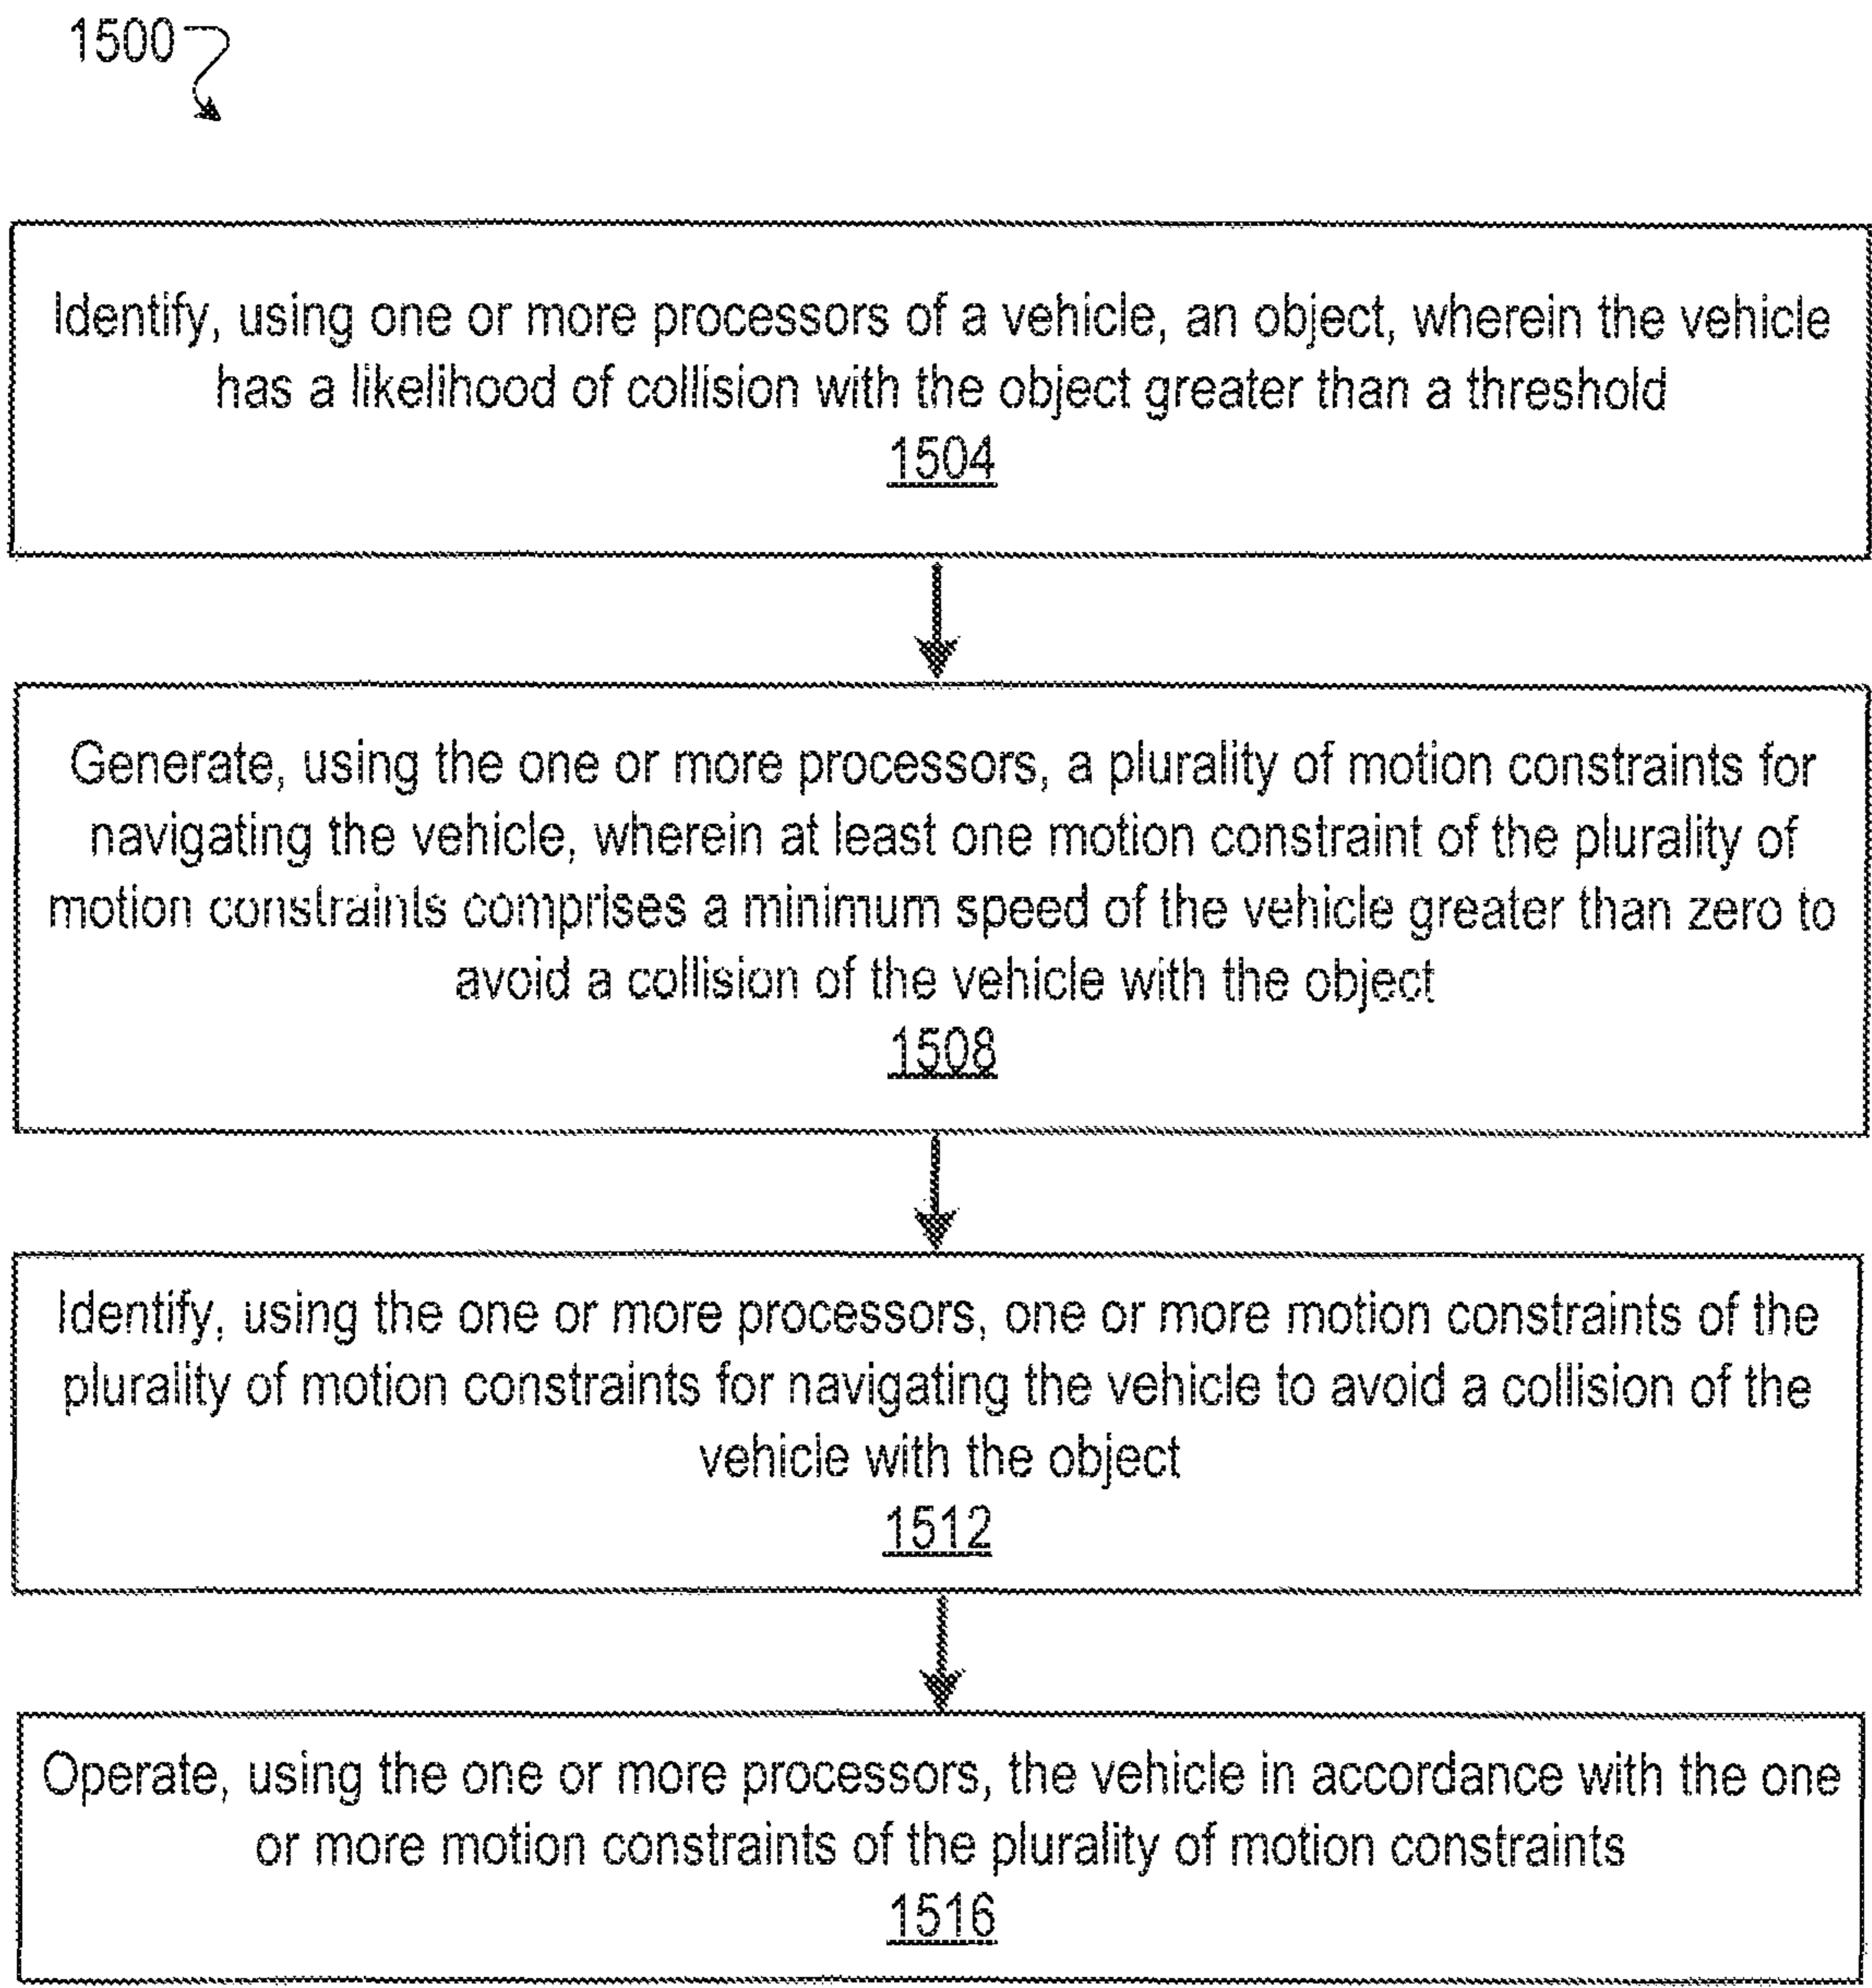 1500
Identify, using one or more processors of a vehicle, an object, wherein the vehicle
has a likelihood of collision with the object greater than a threshold
1504
Generate, using the one or more processors, a plurality of motion constraints for
navigating the vehicle, wherein at least one motion constraint of the plurality of
motion constraints comprises a minimum speed of the vehicle greater than zero to
avoid a collision of the vehicle with the object
1508
Identify, using the one or more processors, one or more motion constraints of the
plurality of motion constraints for navigating the vehicle to avoid a collision of the
vehicle with the object
1512
Operate, using the one or more processors, the vehicle in accordance with the one
or more motion constraints of the plurality of motion constraints
1516